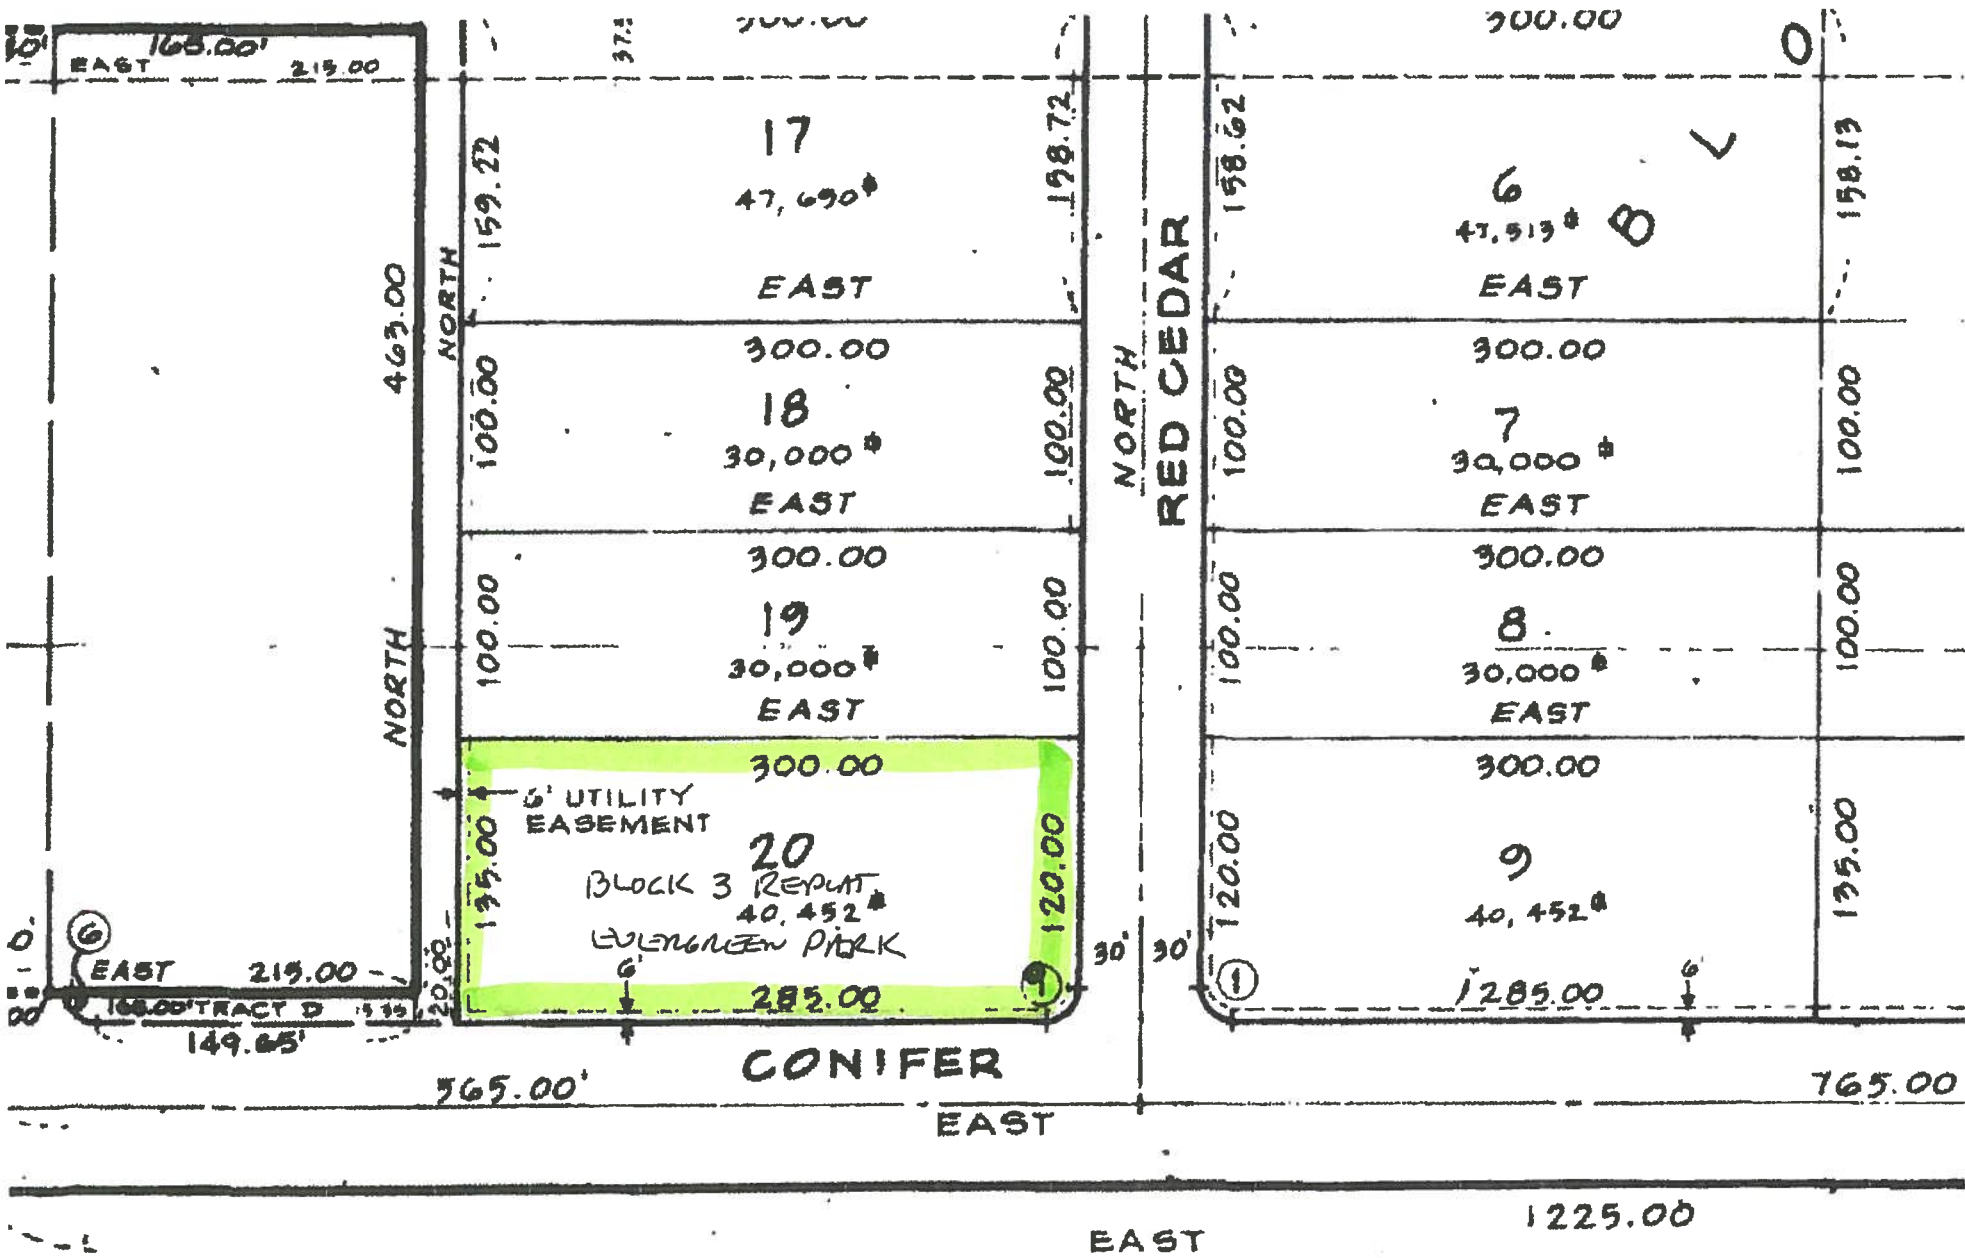 165.00'
EAST 215.00
463.00
NORTH
NORTH
EAST 215.00
6
TRACT D
149.65'
20.00
300.00
159.22
17
47,690
158.72
EAST
300.00
100.00
18
30,000
100.00
EAST
300.00
100.00
19
30,000
100.00
EAST
300.00
6' UTILITY
EASEMENT
135.00
20
BLOCK 3 REPLAT
40,452
EVERGREEN PARK
120.00
6'
285.00
NORTH
RED CEDAR
30' 30'
300.00
158.62
6
47,513
158.13
B L O
EAST
300.00
100.00
7
30,000
100.00
EAST
300.00
100.00
8
30,000
100.00
EAST
300.00
120.00
9
40,452
135.00
1
285.00
6'
CONIFER
565.00'
765.00
EAST
1225.00
EAST